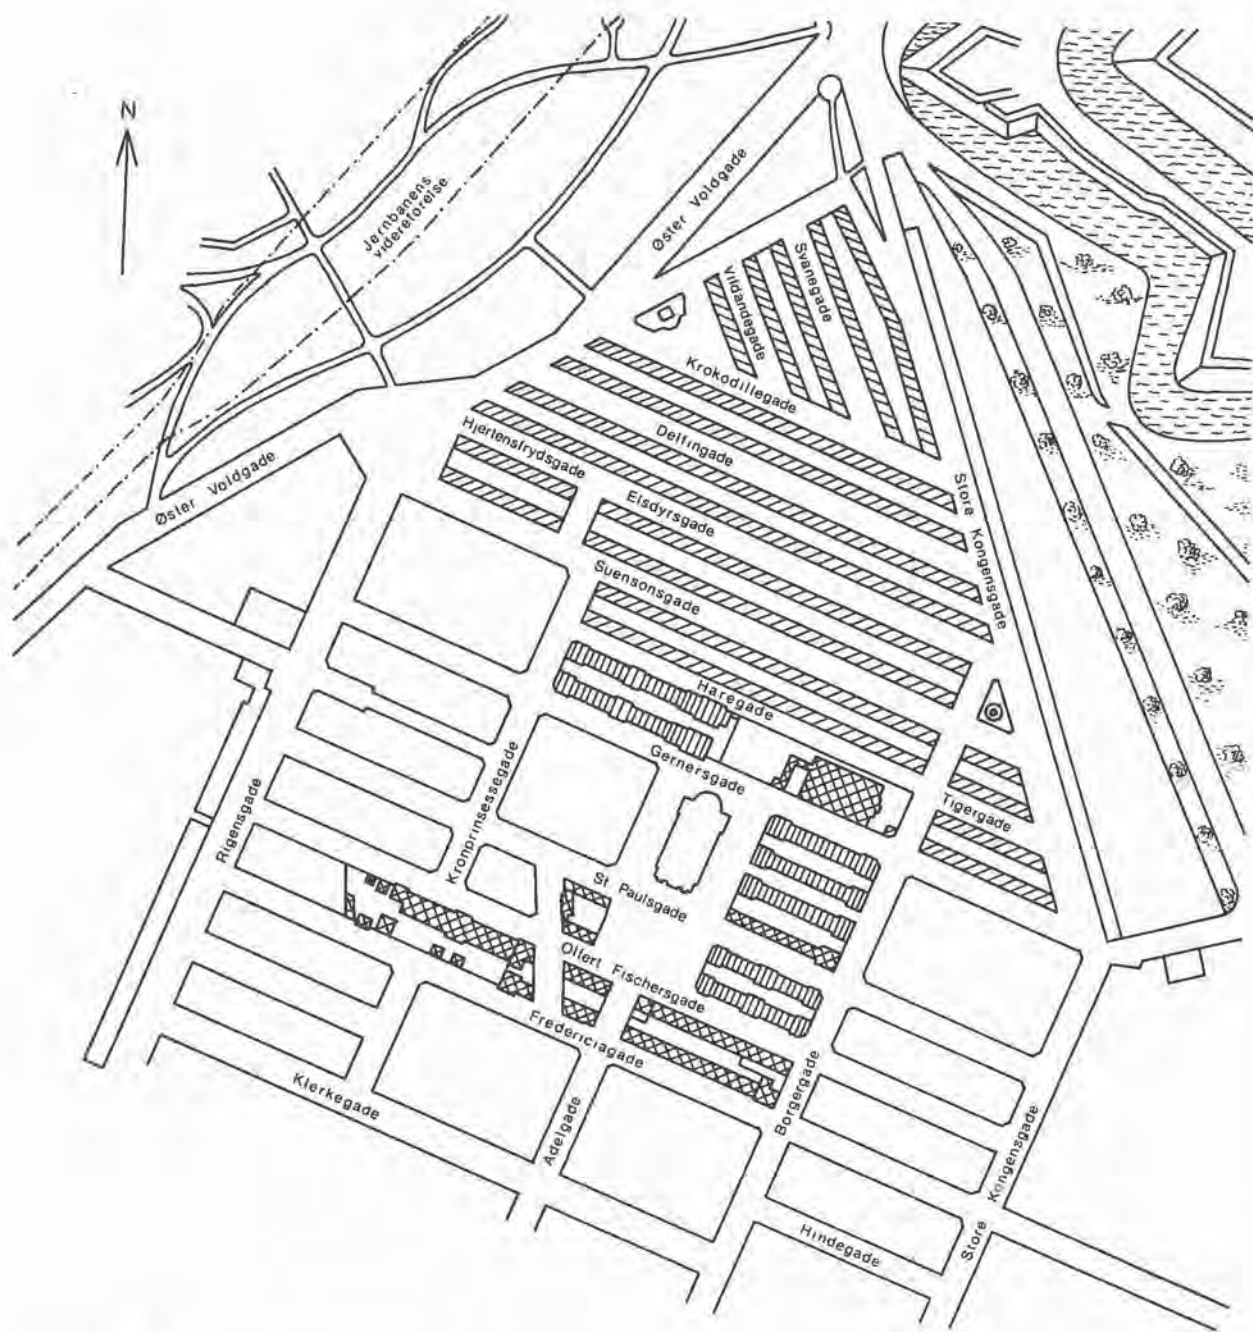 N
Jernbanens
videreførelse
Øster Voldgade
Svanegade
Vildandegade
Krokodillegade
Delfingade
Hjertensfrydsgade
Øster Voldgade
Elsdyrsgade
Store Kongensgade
Suensonsgade
Haregade
Gernersgade
Tigergade
Rigensgade
Kronprinsessegade
St Paulsgade
Olfert Fischersgade
Fredericiagade
Klerkegade
Adelgade
Borgergade
Store Kongensgade
Hindegade